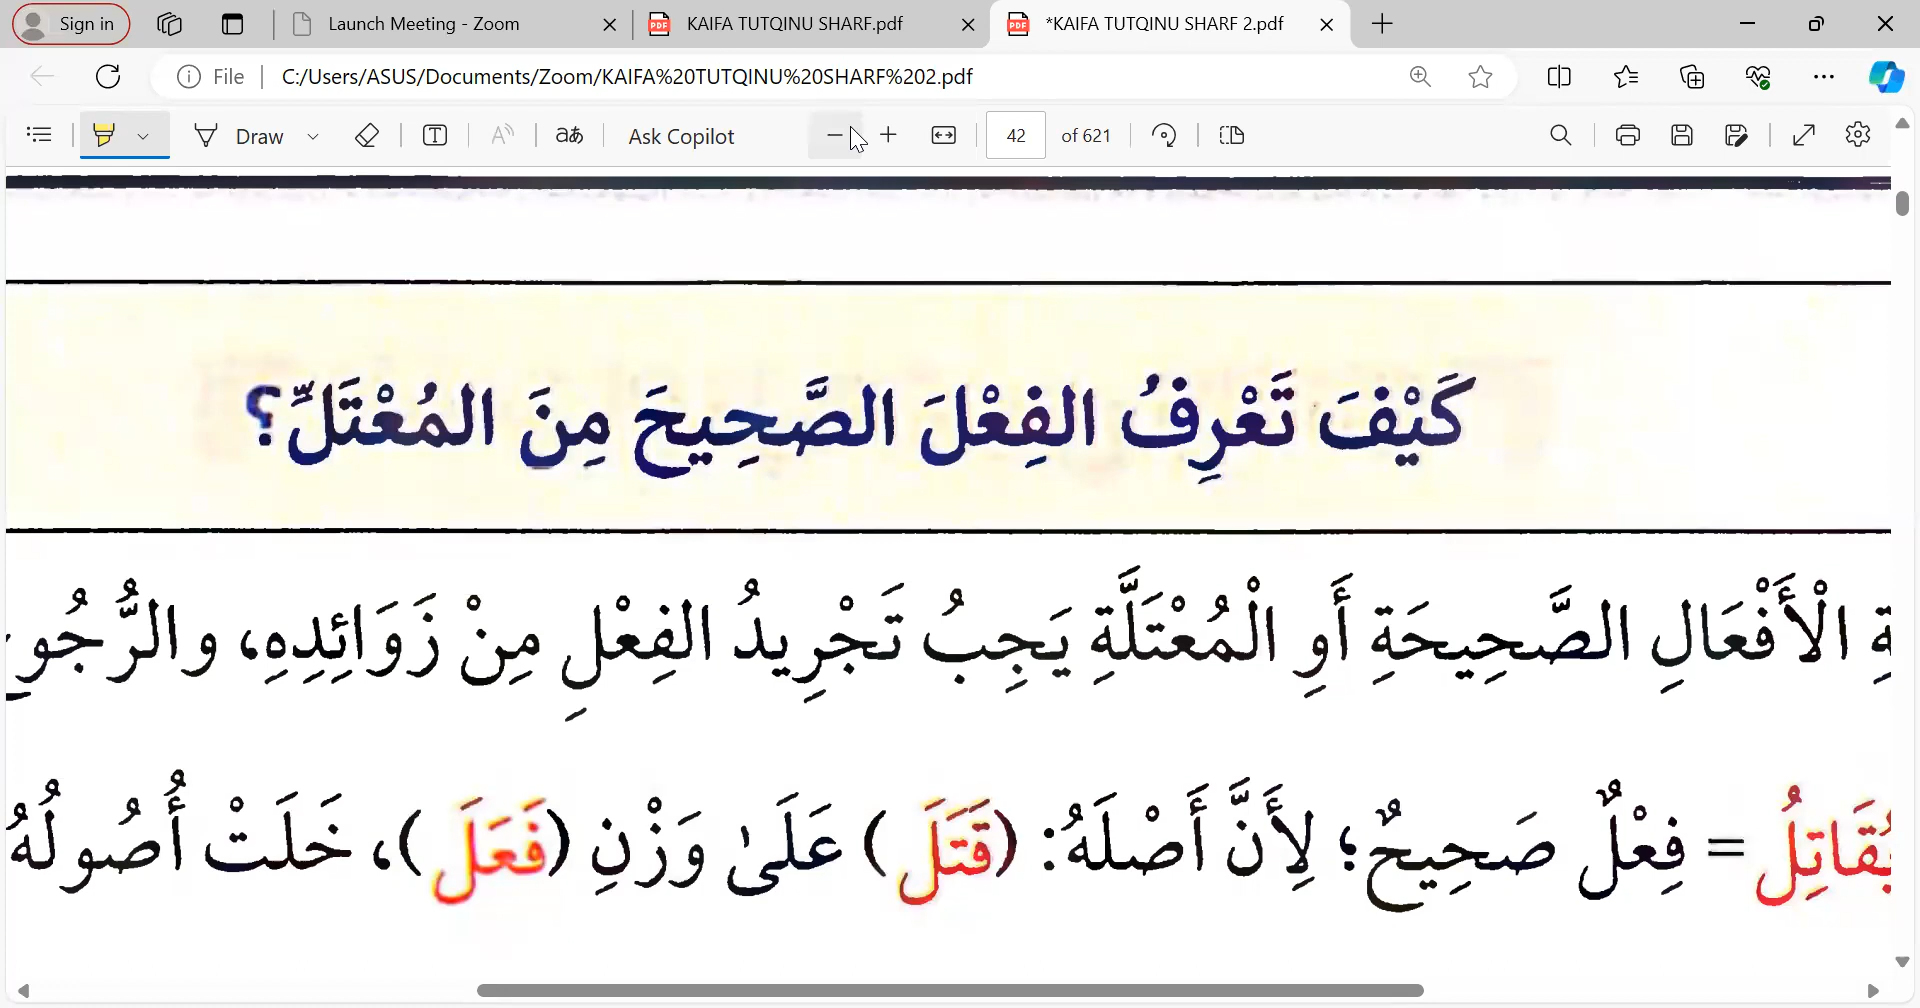 Sign in
Launch Meeting - Zoom
KAIFA TUTQINU SHARF.pdf
*KAIFA TUTQINU SHARF 2.pdf
File
C:/Users/ASUS/Documents/Zoom/KAIFA%20TUTQINU%20SHARF%202.pdf
Draw
Ask Copilot
42 of 621
كَيْفَ تَعْرِفُ الفِعْلَ الصَّحِيحَ مِنَ المُعْتَلِّ؟
الْأَفْعَالِ الصَّحِيحَةِ أَوِ الْمُعْتَلَّةِ يَجِبُ تَجْرِيدُ الفِعْلِ مِنْ زَوَائِدِهِ، والرُّجُو
يُقَاتِلُ = فِعْلٌ صَحِيحٌ؛ لِأَنَّ أَصْلَهُ: (قَتَلَ) عَلَىٰ وَزْنِ (فَعَلَ)، خَلَتْ أُصُولُهُ